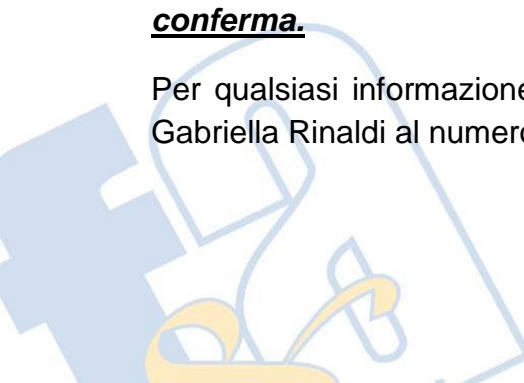 conferma.
Per qualsiasi informazione
Gabriella Rinaldi al numero